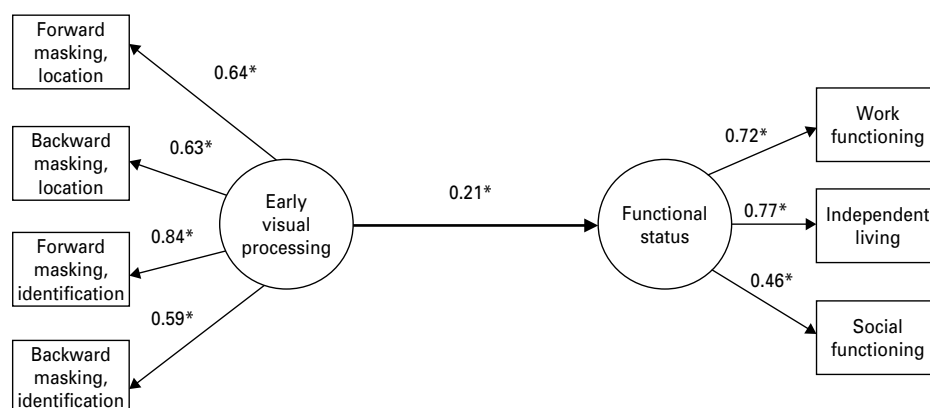 Forward
masking,
location
0.64*
Backward
masking,
location
0.63*
Forward
masking,
identification
0.84*
Backward
masking,
identification
0.59*
Early
visual
processing
0.21*
Functional
status
0.72*
Work
functioning
0.77*
Independent
living
0.46*
Social
functioning